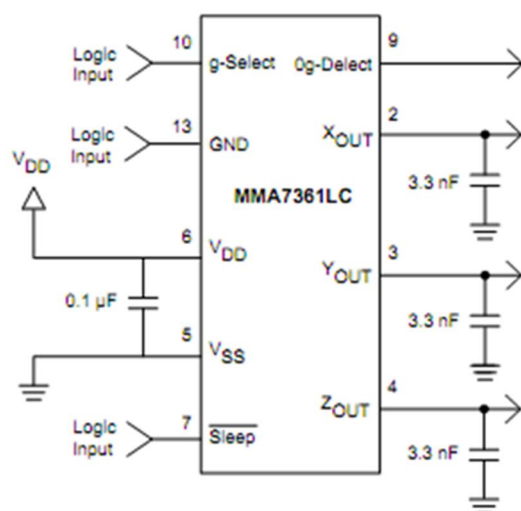 Logic
Input
10
g-Select
0g-Delect
9
Logic
Input
13
GND
2
XOUT
3.3 nF
VDD
MMA7361LC
6
VDD
3
YOUT
0.1 µF
3.3 nF
5
VSS
4
ZOUT
Logic
Input
7
Sleep
3.3 nF